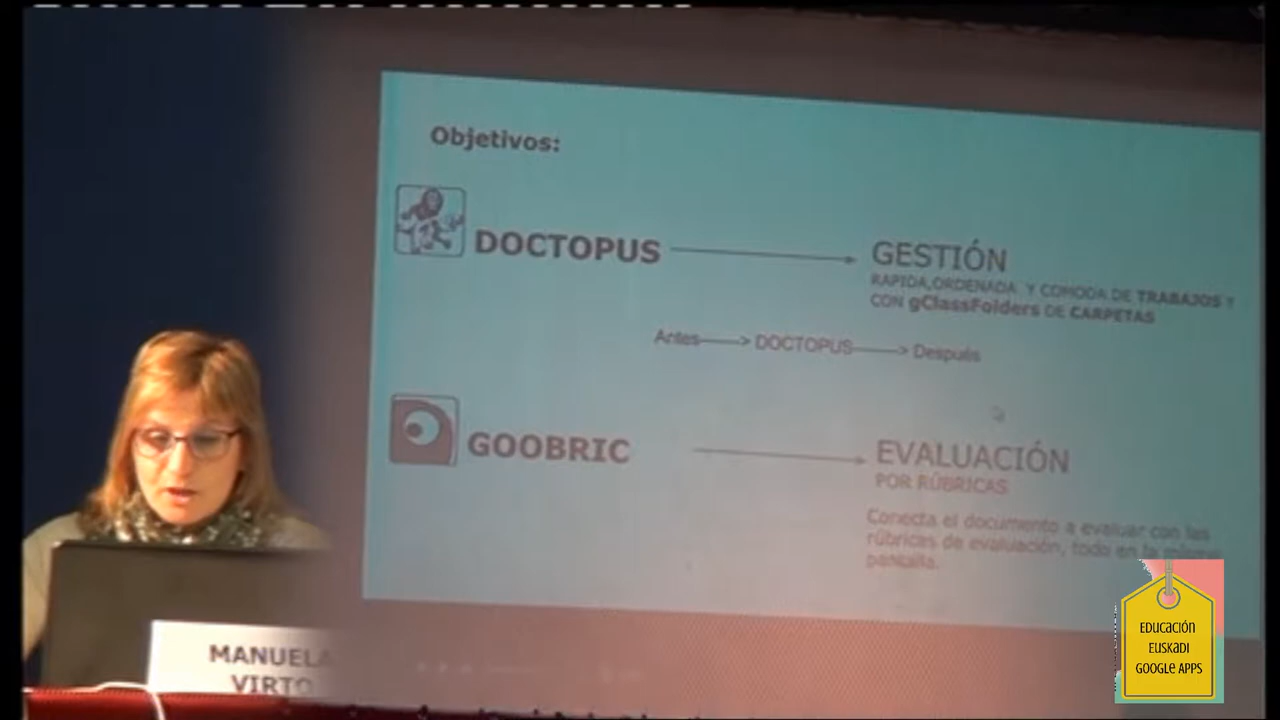 Objetivos:
DOCTOPUS
GESTIÓN
RAPIDA,ORDENADA Y COMODA DE TRABAJOS Y
CON gClassFolders DE CARPETAS
Antes——> DOCTOPUS——> Después
GOOBRIC
EVALUACIÓN
POR RÚBRICAS
Conecta el documento a evaluar con las
rúbricas de evaluación, todo en la misma
pantalla.
MANUELA
VIRTO
Educación
Euskadi
Google Apps